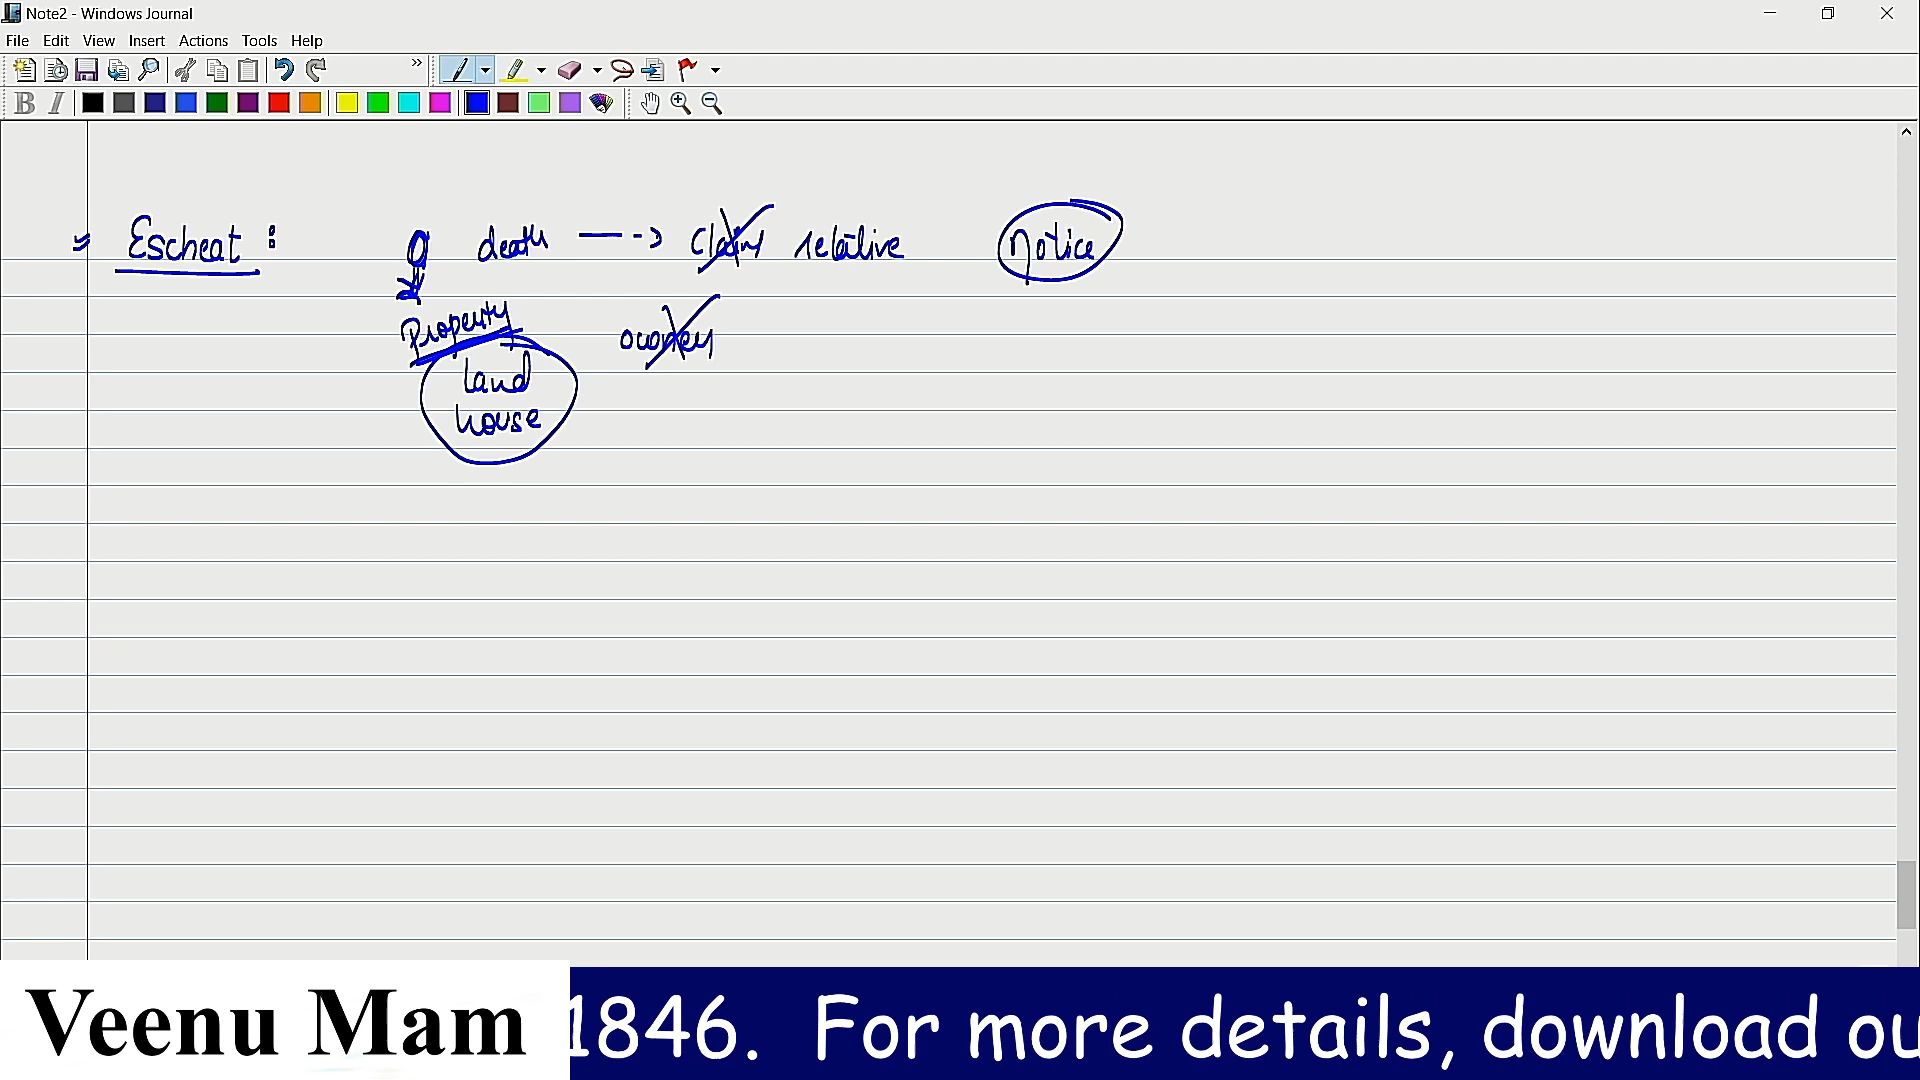 Note2 - Windows Journal
File Edit View Insert Actions Tools Help
B I
Escheat : death claim relative Notice
Property owner
land
house
Veenu Mam 1846. For more details, download ou